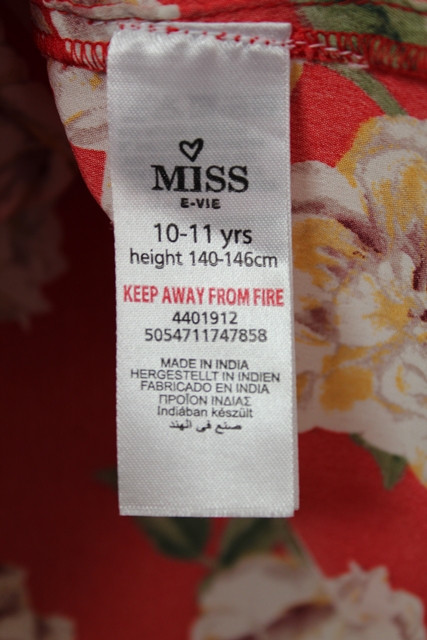 MISS
E-VIE
10-11 yrs
height 140-146cm
KEEP AWAY FROM FIRE
4401912
5054711747858
MADE IN INDIA
HERGESTELLT IN INDIEN
FABRICADO EN INDIA
ΠΡΟΪΟΝ ΙΝΔΙΑΣ
Indiában készült
صنع في الهند